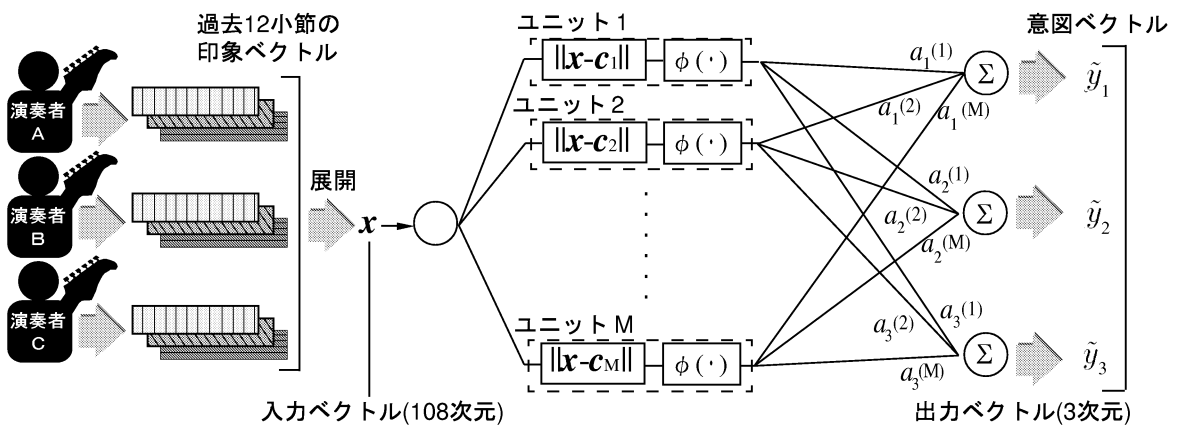 過去12小節の
印象ベクトル
演奏者
A
演奏者
B
演奏者
C
展開
x
入力ベクトル(108次元)
ユニット1
||x-c₁|| φ(·)
ユニット2
||x-c₂|| φ(·)
ユニットM
||x-c_M|| φ(·)
a₁⁽¹⁾
a₁⁽²⁾
a₁⁽ᴹ⁾
Σ
a₂⁽¹⁾
a₂⁽²⁾
a₂⁽ᴹ⁾
Σ
a₃⁽¹⁾
a₃⁽²⁾
a₃⁽ᴹ⁾
Σ
意図ベクトル
ỹ₁
ỹ₂
ỹ₃
出力ベクトル(3次元)